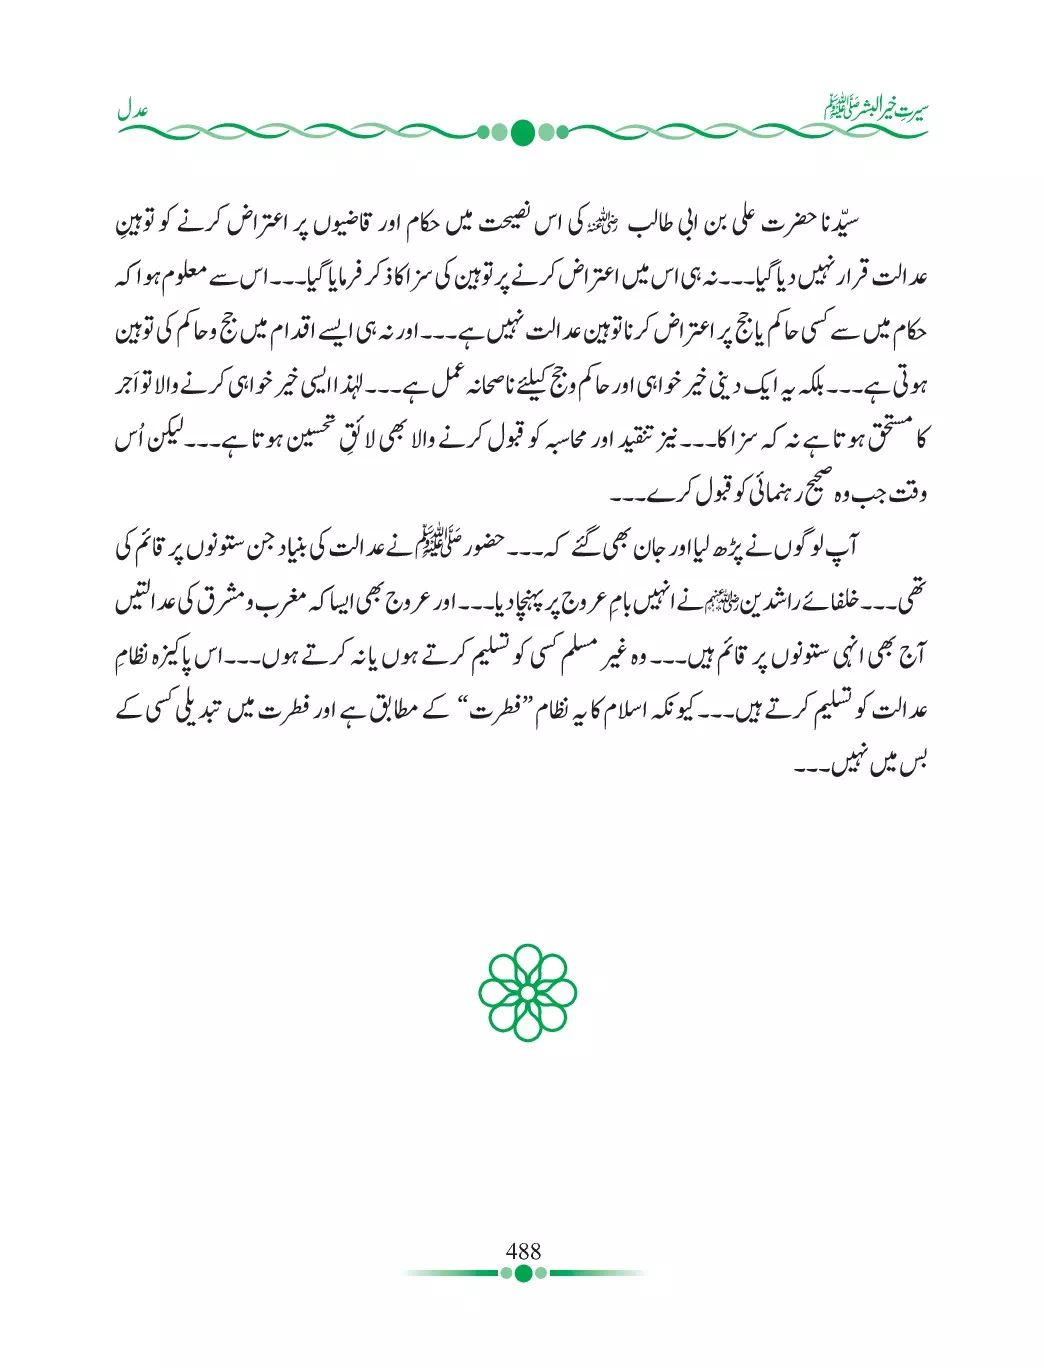 سیرتِ خیر البشر ﷺ
عدل
سیّدنا حضرت علی بن ابی طالب رضی اللہ عنہ کی اس نصیحت میں حکام اور قاضیوں پر اعتراض کرنے کو توہینِ
عدالت قرار نہیں دیا گیا۔۔۔ نہ ہی اس میں اعتراض کرنے پر توہین کی سزا کا ذکر فرمایا گیا۔۔۔ اس سے معلوم ہوا کہ
حکام میں سے کسی حاکم یا جج پر اعتراض کرنا توہین عدالت نہیں ہے۔۔۔ اور نہ ہی ایسے اقدام میں جج و حاکم کی توہین
ہوتی ہے۔۔۔ بلکہ یہ ایک دینی خیر خواہی اور حاکم و جج کیلئے ناصحانہ عمل ہے۔۔۔ لہٰذا ایسی خیر خواہی کرنے والا تو اَجر
کا مستحق ہوتا ہے نہ کہ سزا کا۔۔۔ نیز تنقید اور محاسبہ کو قبول کرنے والا بھی لائقِ تحسین ہوتا ہے۔۔۔ لیکن اُس
وقت جب وہ صحیح رہنمائی کو قبول کرے۔۔۔
آپ لوگوں نے پڑھ لیا اور جان بھی گئے کہ۔۔۔ حضور ﷺ نے عدالت کی بنیاد جن ستونوں پر قائم کی
تھی۔۔۔ خلفائے راشدین رضی اللہ عنہم نے انہیں بامِ عروج پر پہنچا دیا۔۔۔ اور عروج بھی ایسا کہ مغرب و مشرق کی عدالتیں
آج بھی انہی ستونوں پر قائم ہیں۔۔۔ وہ غیر مسلم کسی کو تسلیم کرتے ہوں یا نہ کرتے ہوں۔۔۔ اس پاکیزہ نظامِ
عدالت کو تسلیم کرتے ہیں۔۔۔ کیونکہ اسلام کا یہ نظام ”فطرت“ کے مطابق ہے اور فطرت میں تبدیلی کسی کے
بس میں نہیں۔۔۔
488